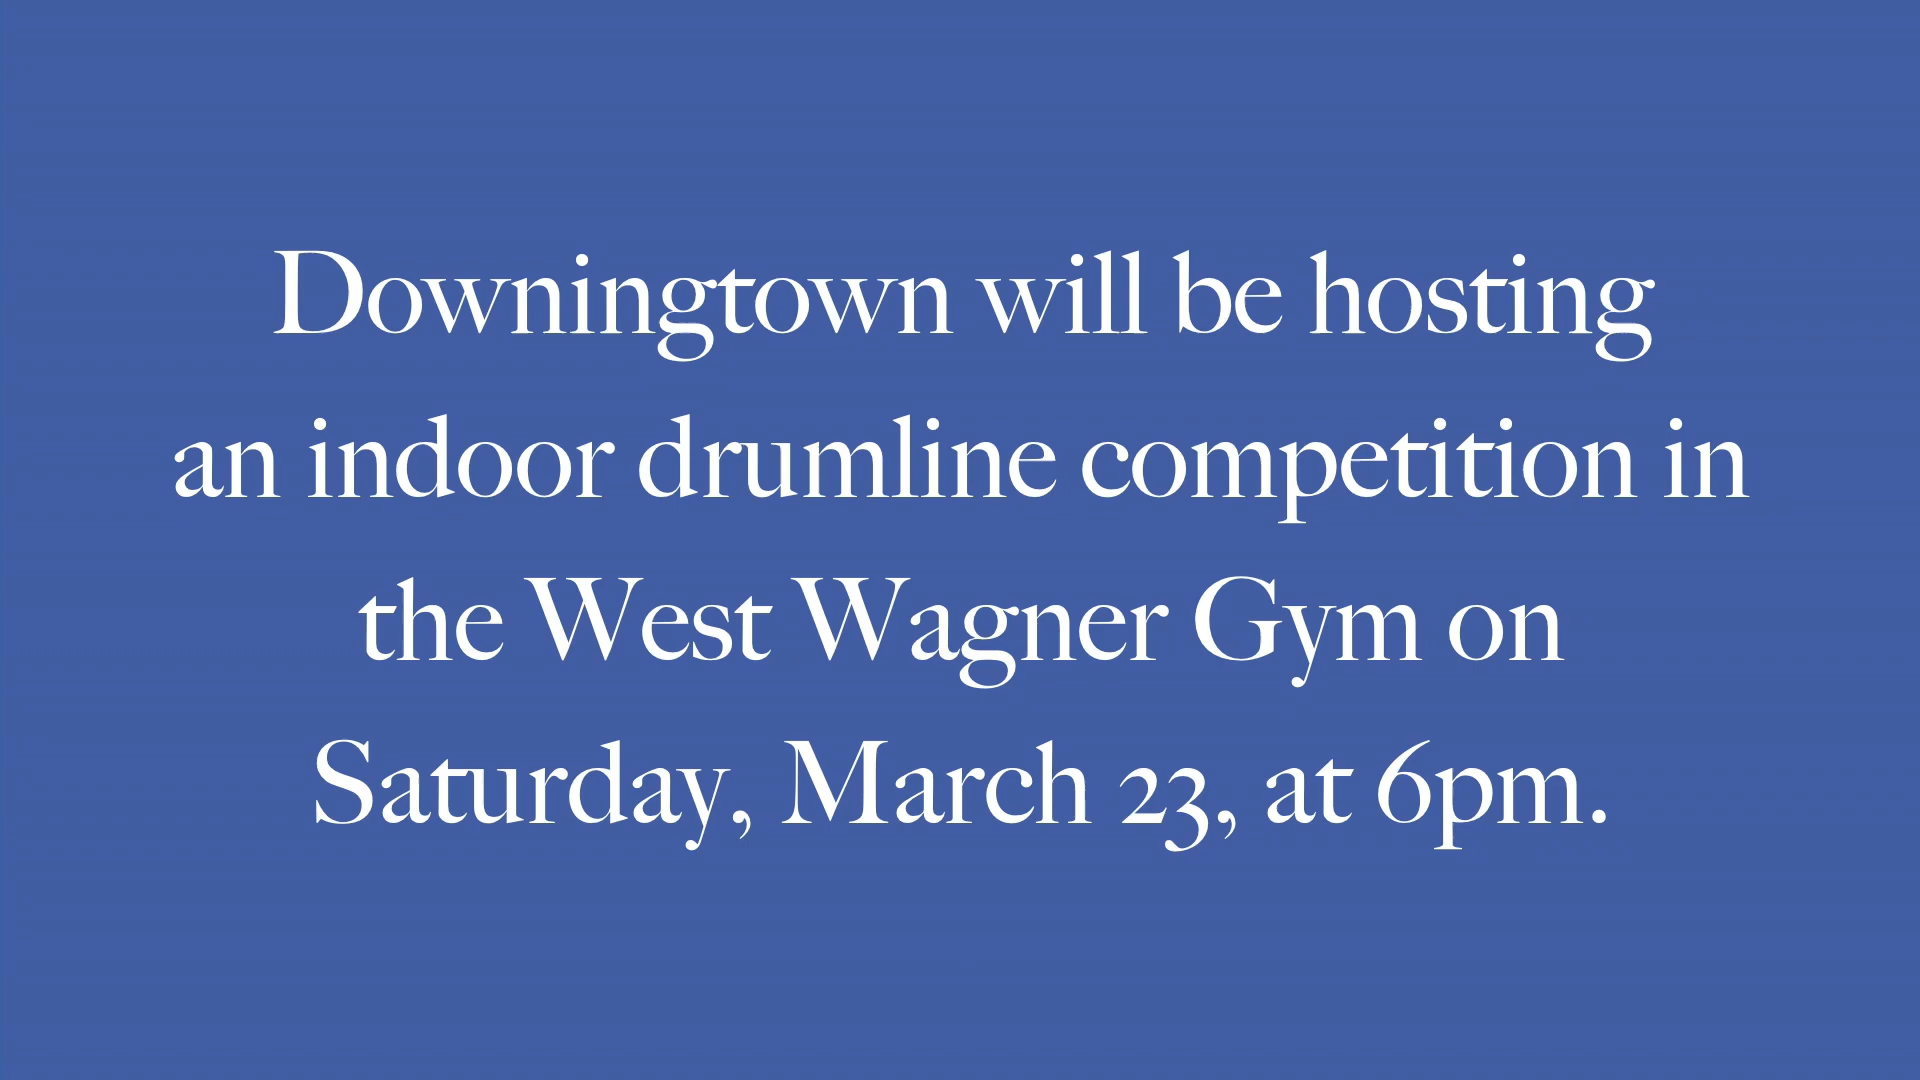 Downingtown will be hosting
an indoor drumline competition in
the West Wagner Gym on
Saturday, March 23, at 6pm.